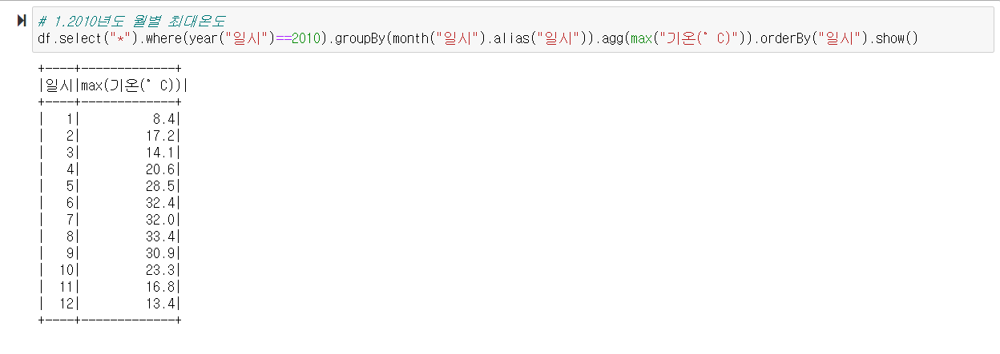 # 1.2010년도 월별 최대온도
df.select("*").where(year("일시")==2010).groupBy(month("일시").alias("일시")).agg(max("기온(°C)")).orderBy("일시").show()
+----+-------------+
|일시|max(기온(°C))|
+----+-------------+
|   1|          8.4|
|   2|         17.2|
|   3|         14.1|
|   4|         20.6|
|   5|         28.5|
|   6|         32.4|
|   7|         32.0|
|   8|         33.4|
|   9|         30.9|
|  10|         23.3|
|  11|         16.8|
|  12|         13.4|
+----+-------------+